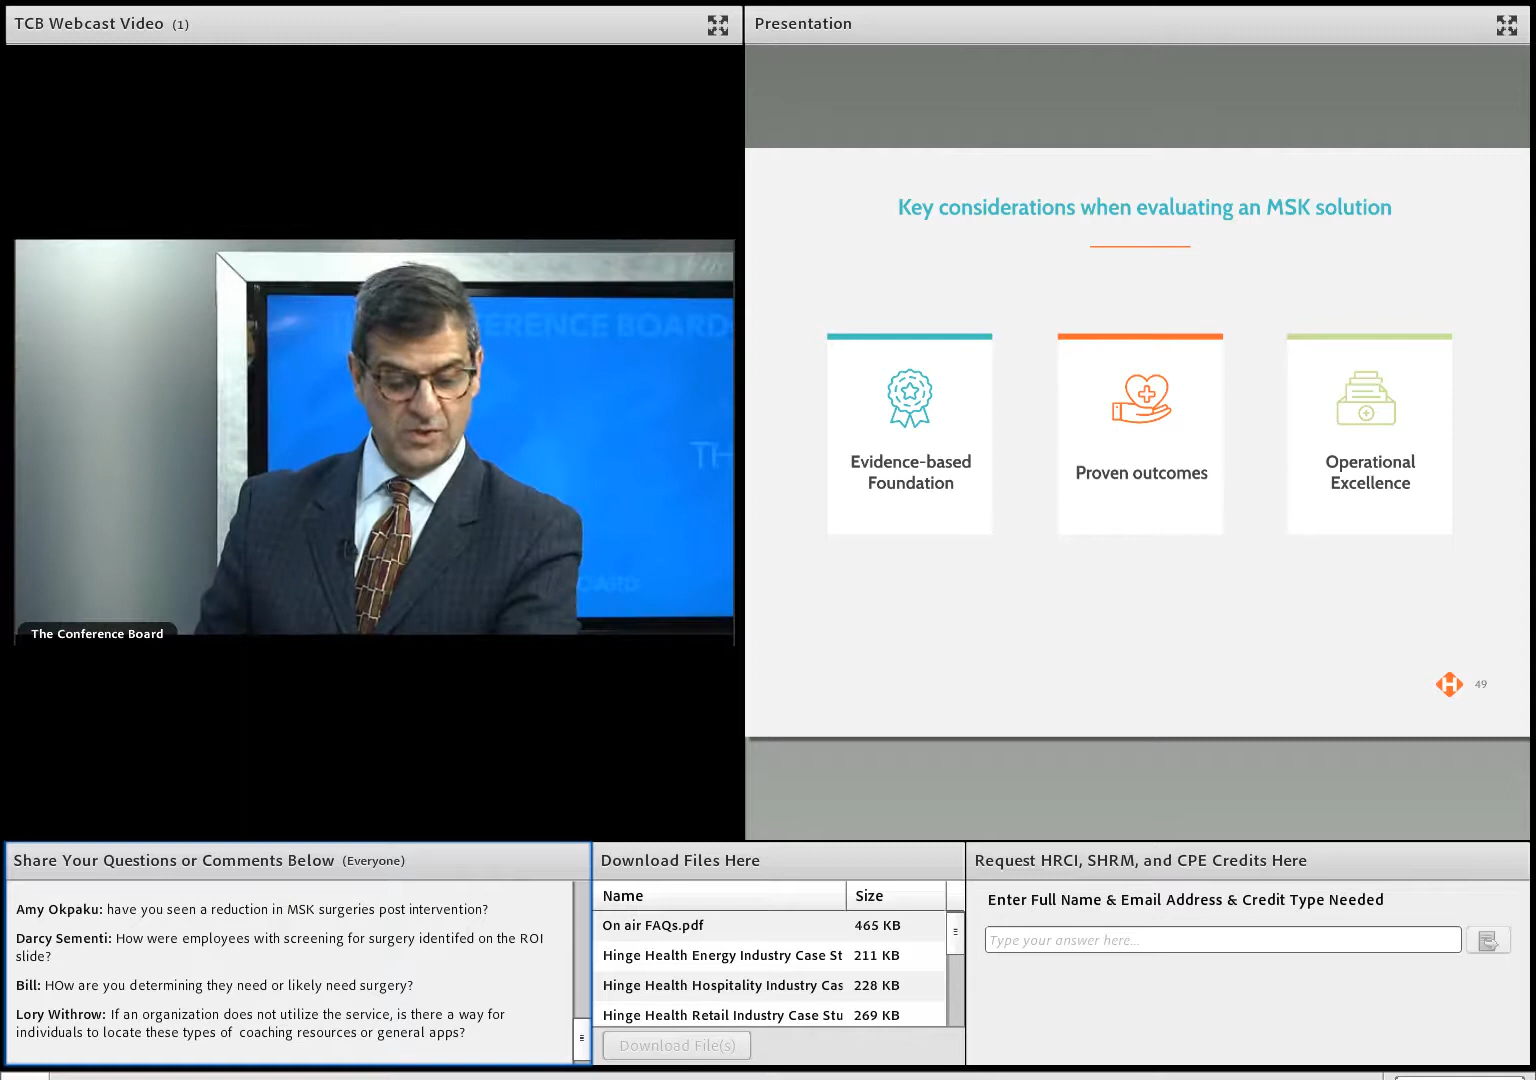 TCB Webcast Video (1)
Presentation
Key considerations when evaluating an MSK solution
Evidence-based
Foundation
Proven outcomes
Operational
Excellence
49
CONFERENCE BOARD
TH
The Conference Board
Share Your Questions or Comments Below (Everyone)
Amy Okpaku: have you seen a reduction in MSK surgeries post intervention?
Darcy Sementi: How were employees with screening for surgery identifed on the ROI
slide?
Bill: HOw are you determining they need or likely need surgery?
Lory Withrow: If an organization does not utilize the service, is there a way for
individuals to locate these types of coaching resources or general apps?
Download Files Here
Name Size
On air FAQs.pdf 465 KB
Hinge Health Energy Industry Case St 211 KB
Hinge Health Hospitality Industry Cas 228 KB
Hinge Health Retail Industry Case Stu 269 KB
Download File(s)
Request HRCI, SHRM, and CPE Credits Here
Enter Full Name & Email Address & Credit Type Needed
Type your answer here...